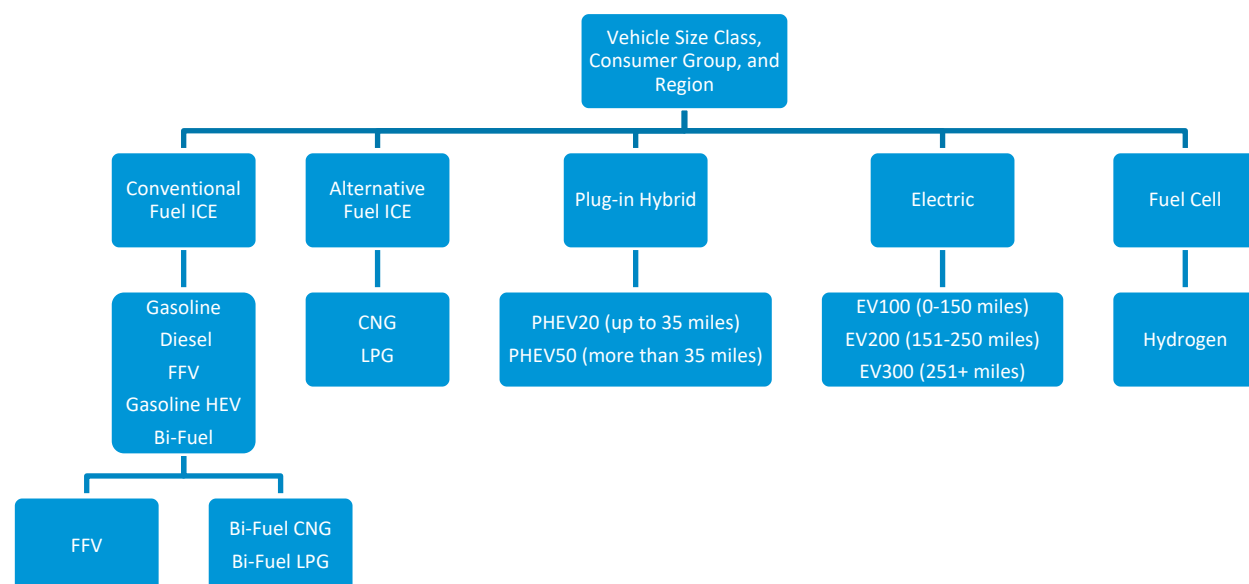 Vehicle Size Class,
Consumer Group, and
Region
Conventional
Fuel ICE
Alternative
Fuel ICE
Plug-in Hybrid
Electric
Fuel Cell
Gasoline
Diesel
FFV
Gasoline HEV
Bi-Fuel
CNG
LPG
PHEV20 (up to 35 miles)
PHEV50 (more than 35 miles)
EV100 (0-150 miles)
EV200 (151-250 miles)
EV300 (251+ miles)
Hydrogen
FFV
Bi-Fuel CNG
Bi-Fuel LPG